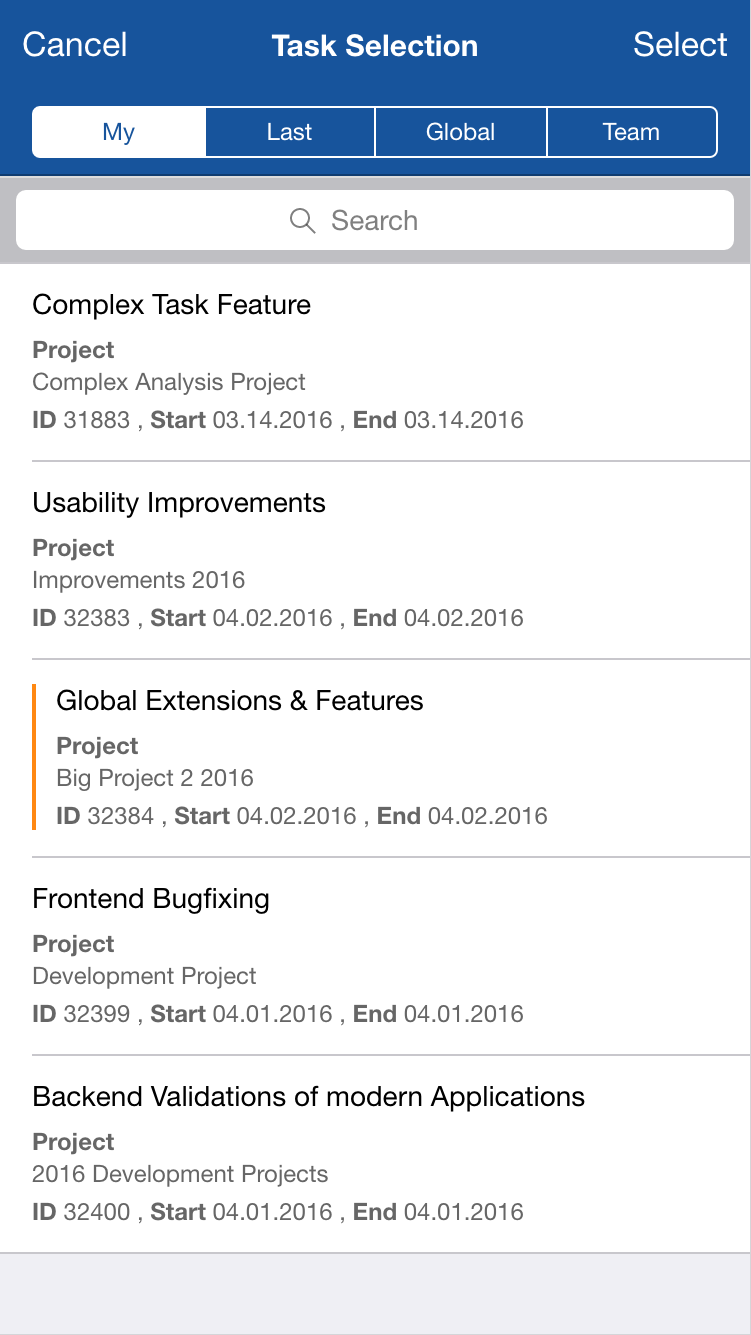 Cancel Task Selection Select
My Last Global Team
Search
Complex Task Feature
Project
Complex Analysis Project
ID 31883 , Start 03.14.2016 , End 03.14.2016
Usability Improvements
Project
Improvements 2016
ID 32383 , Start 04.02.2016 , End 04.02.2016
Global Extensions & Features
Project
Big Project 2 2016
ID 32384 , Start 04.02.2016 , End 04.02.2016
Frontend Bugfixing
Project
Development Project
ID 32399 , Start 04.01.2016 , End 04.01.2016
Backend Validations of modern Applications
Project
2016 Development Projects
ID 32400 , Start 04.01.2016 , End 04.01.2016